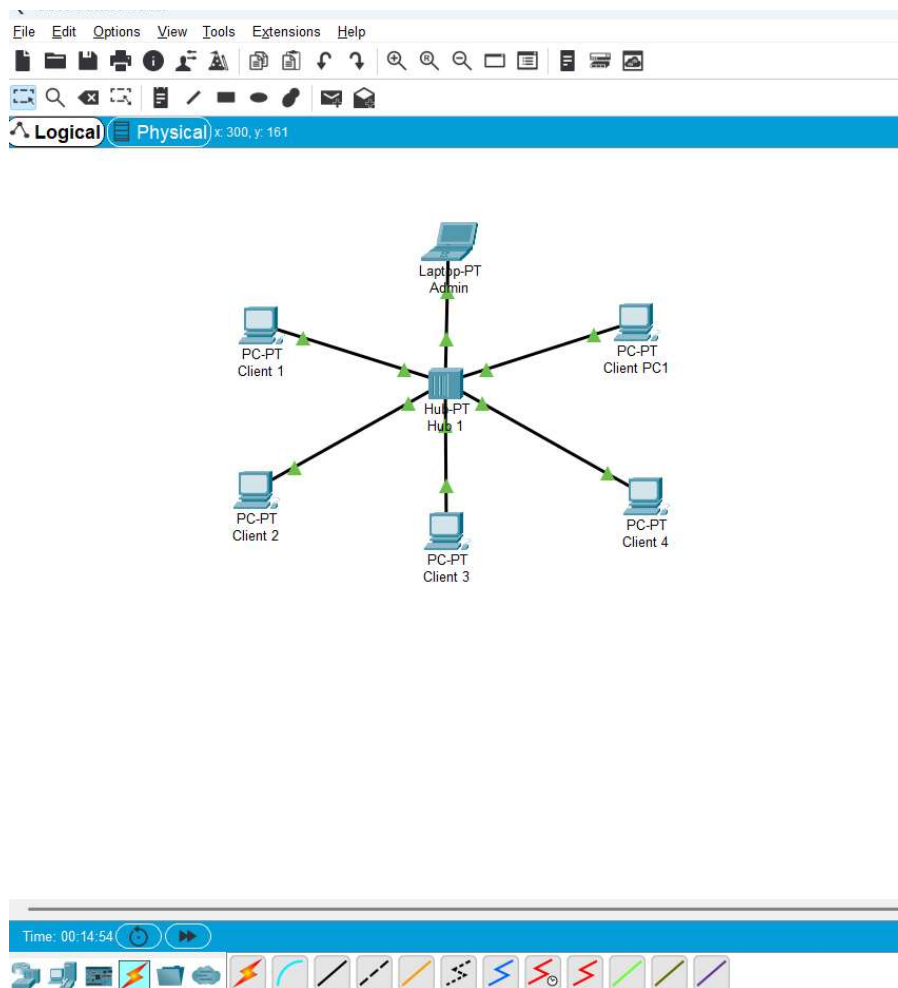 File Edit Options View Tools Extensions Help
Logical Physical x: 300, y: 161
Laptop-PT
Admin
PC-PT
Client 1
PC-PT
Client PC1
Hub-PT
Hub 1
PC-PT
Client 2
PC-PT
Client 3
PC-PT
Client 4
Time: 00:14:54